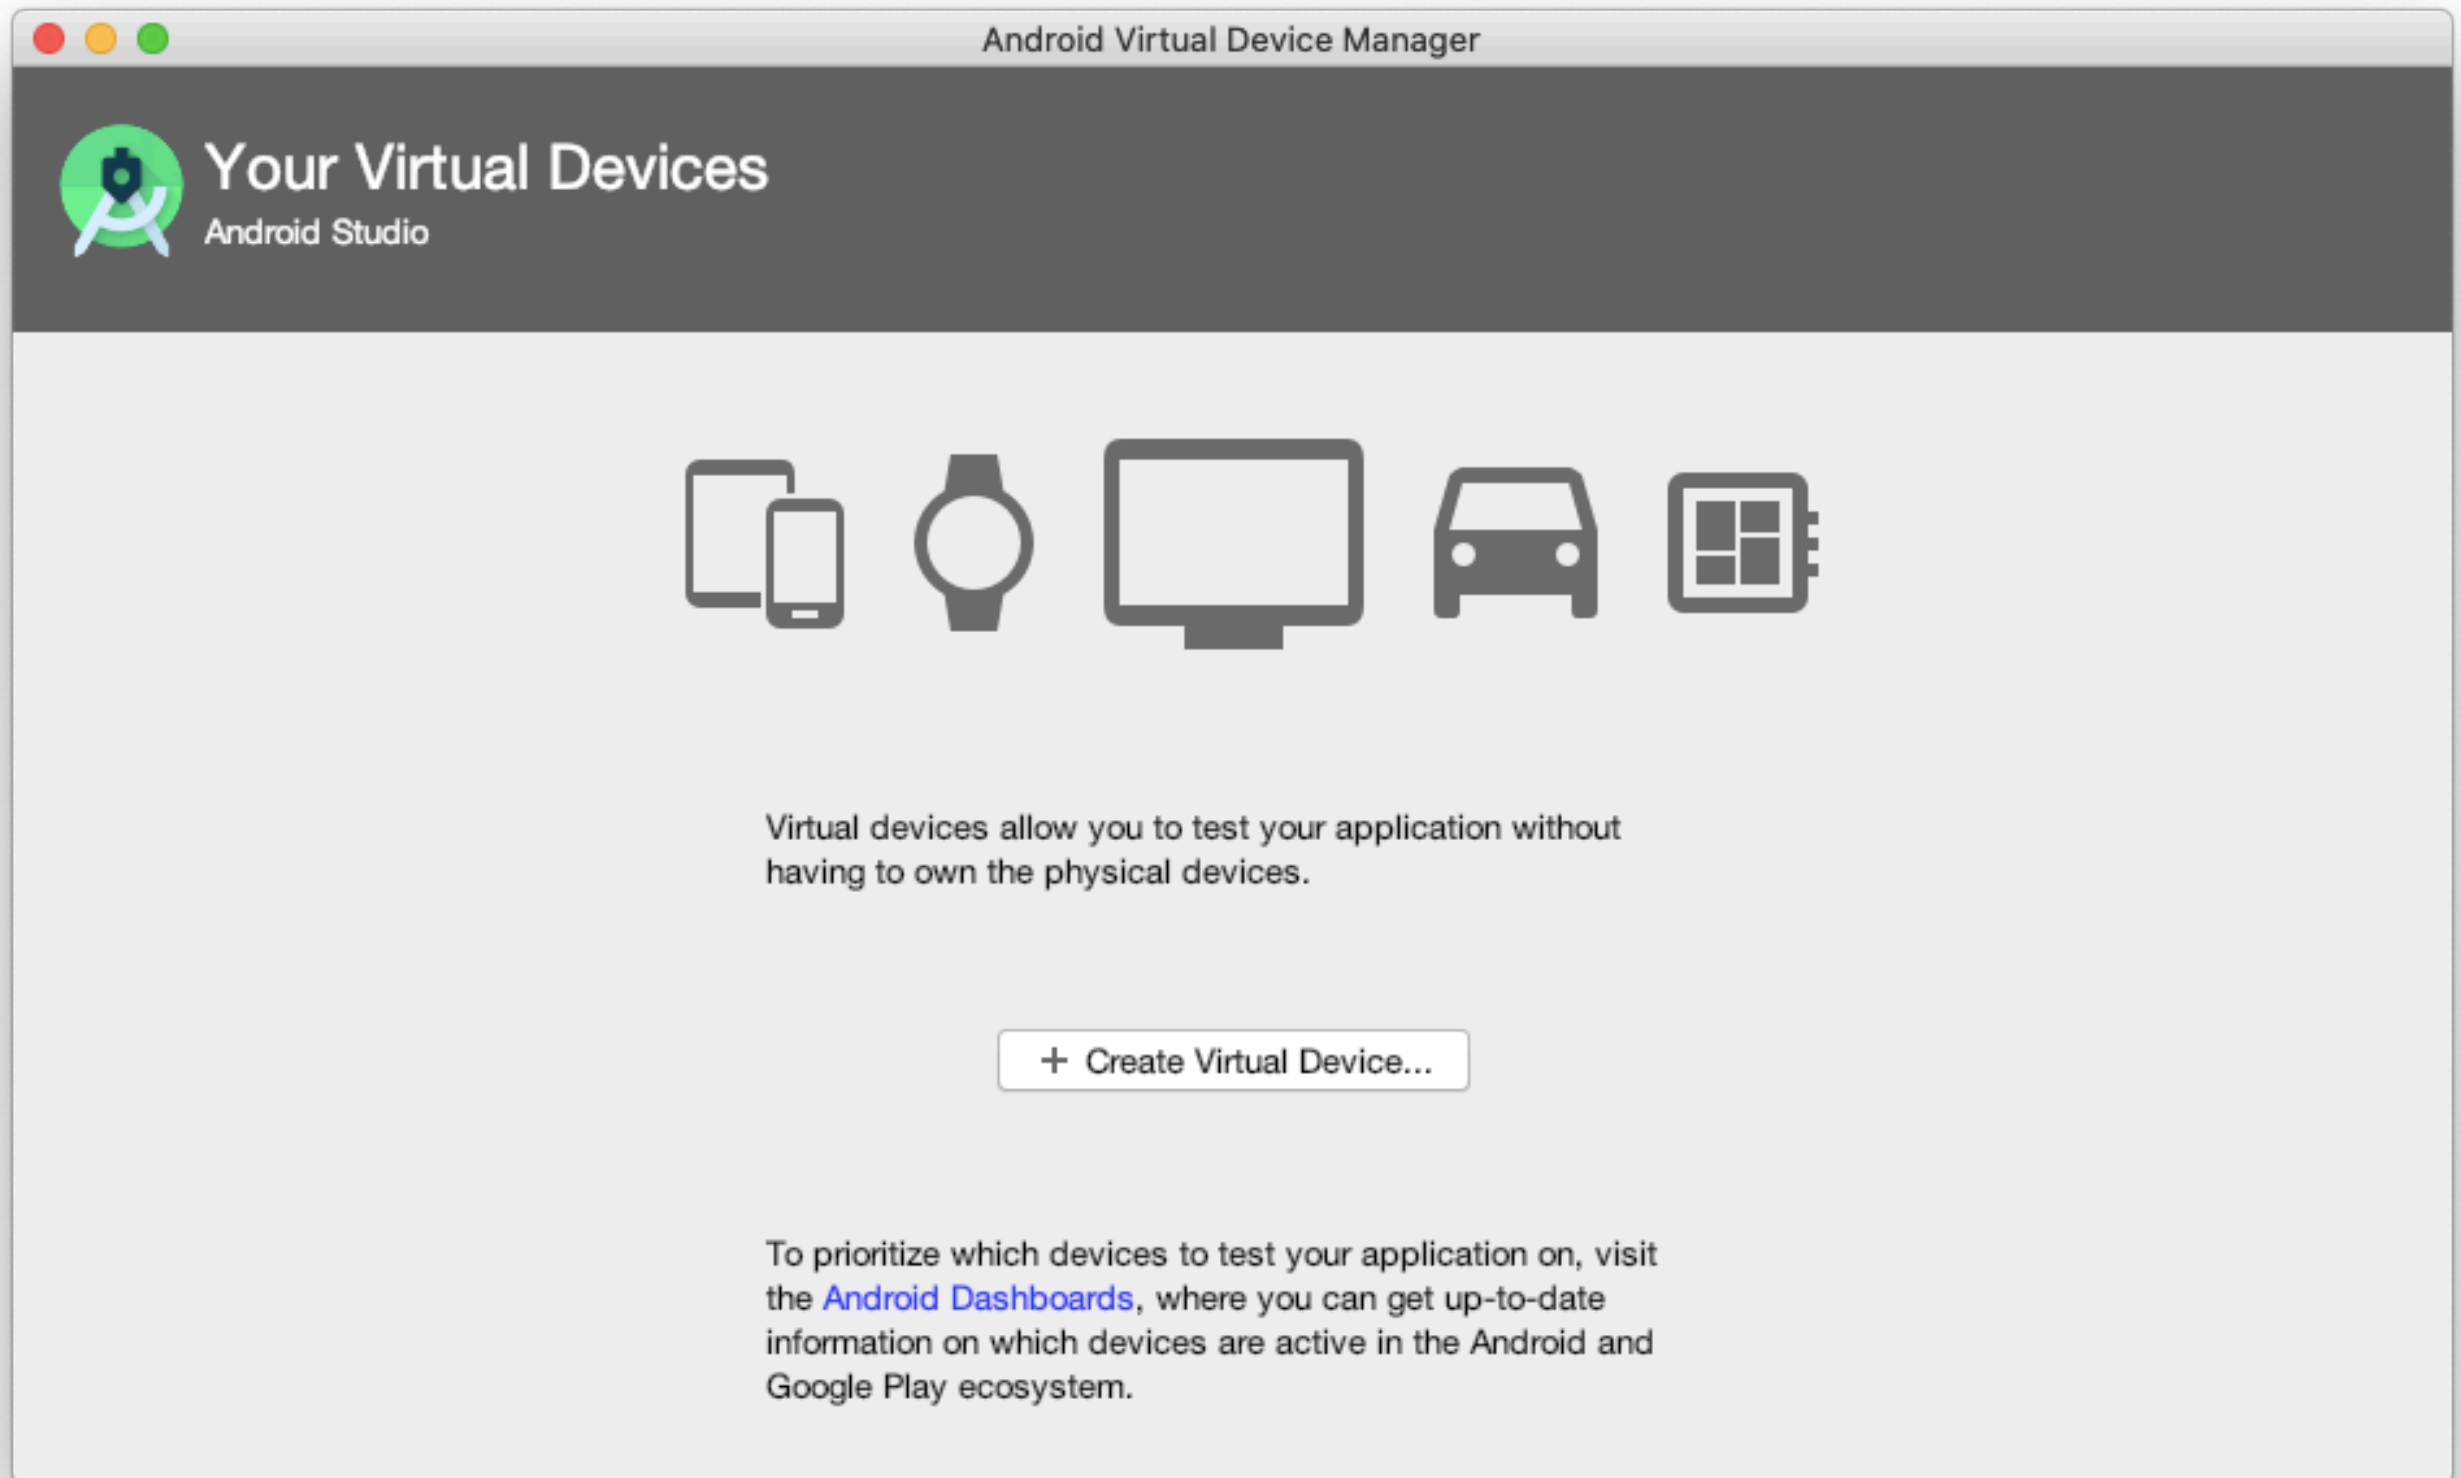 Android Virtual Device Manager
Your Virtual Devices
Android Studio
Virtual devices allow you to test your application without
having to own the physical devices.
+ Create Virtual Device...
To prioritize which devices to test your application on, visit
the Android Dashboards, where you can get up-to-date
information on which devices are active in the Android and
Google Play ecosystem.